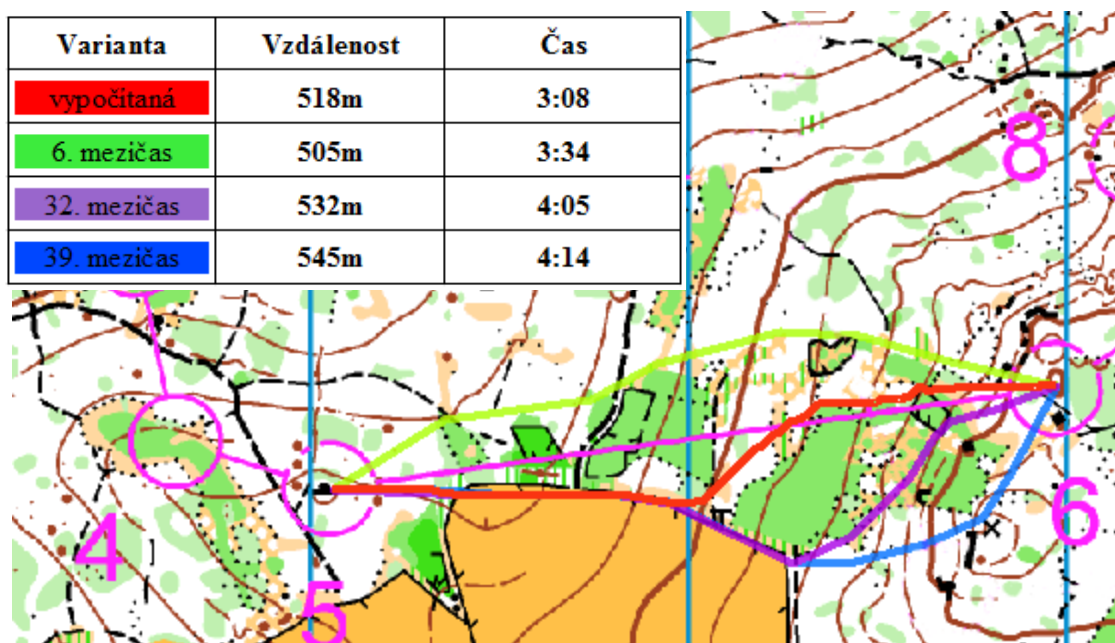 Varianta Vzdálenost Čas
vypočítaná 518m 3:08
6. mezičas 505m 3:34
32. mezičas 532m 4:05
39. mezičas 545m 4:14
8
4
5
6